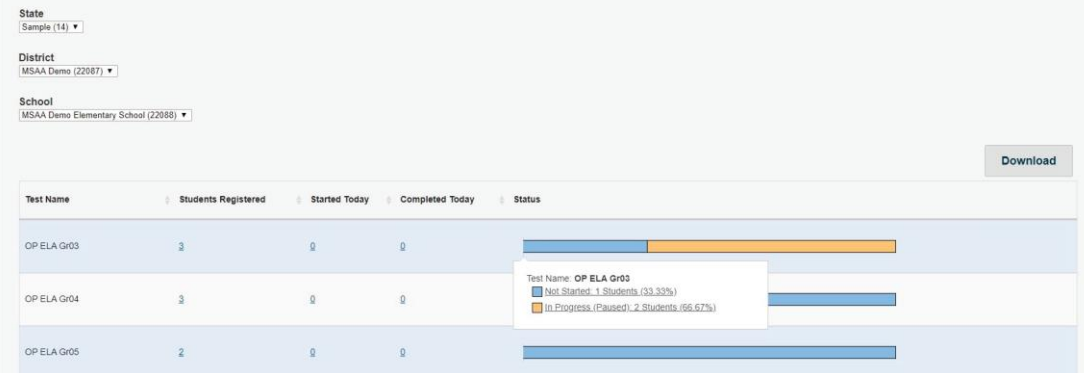 State
Sample (14)
District
MSAA Demo (22087)
School
MSAA Demo Elementary School (22088)
Download
Test Name Students Registered Started Today Completed Today Status
OP ELA Gr03 3 0 0
Test Name: OP ELA Gr03
Not Started: 1 Students (33.33%)
In Progress (Paused): 2 Students (66.67%)
OP ELA Gr04 3 0 0
OP ELA Gr05 2 0 0